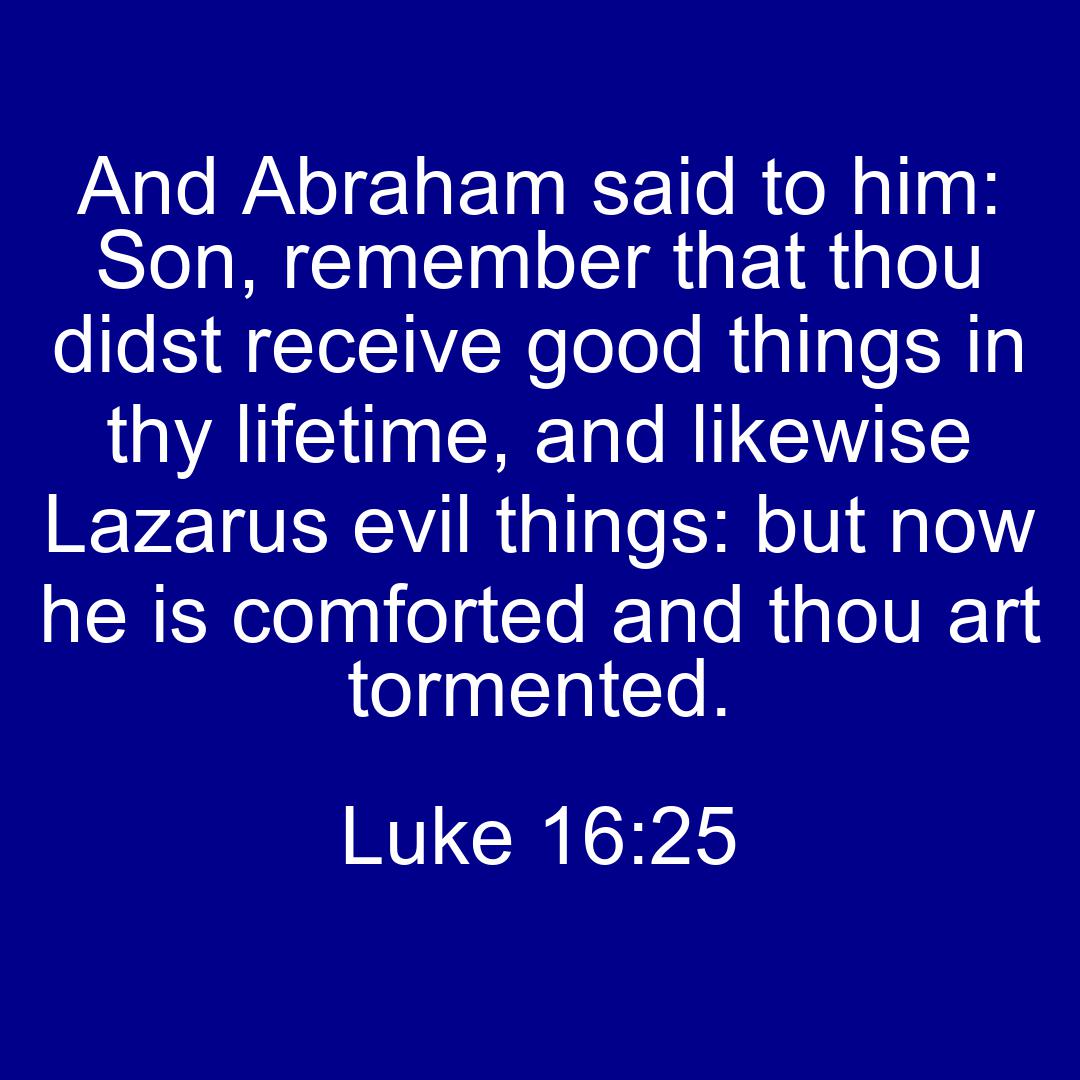 And Abraham said to him:
Son, remember that thou
didst receive good things in
thy lifetime, and likewise
Lazarus evil things: but now
he is comforted and thou art
tormented.
Luke 16:25